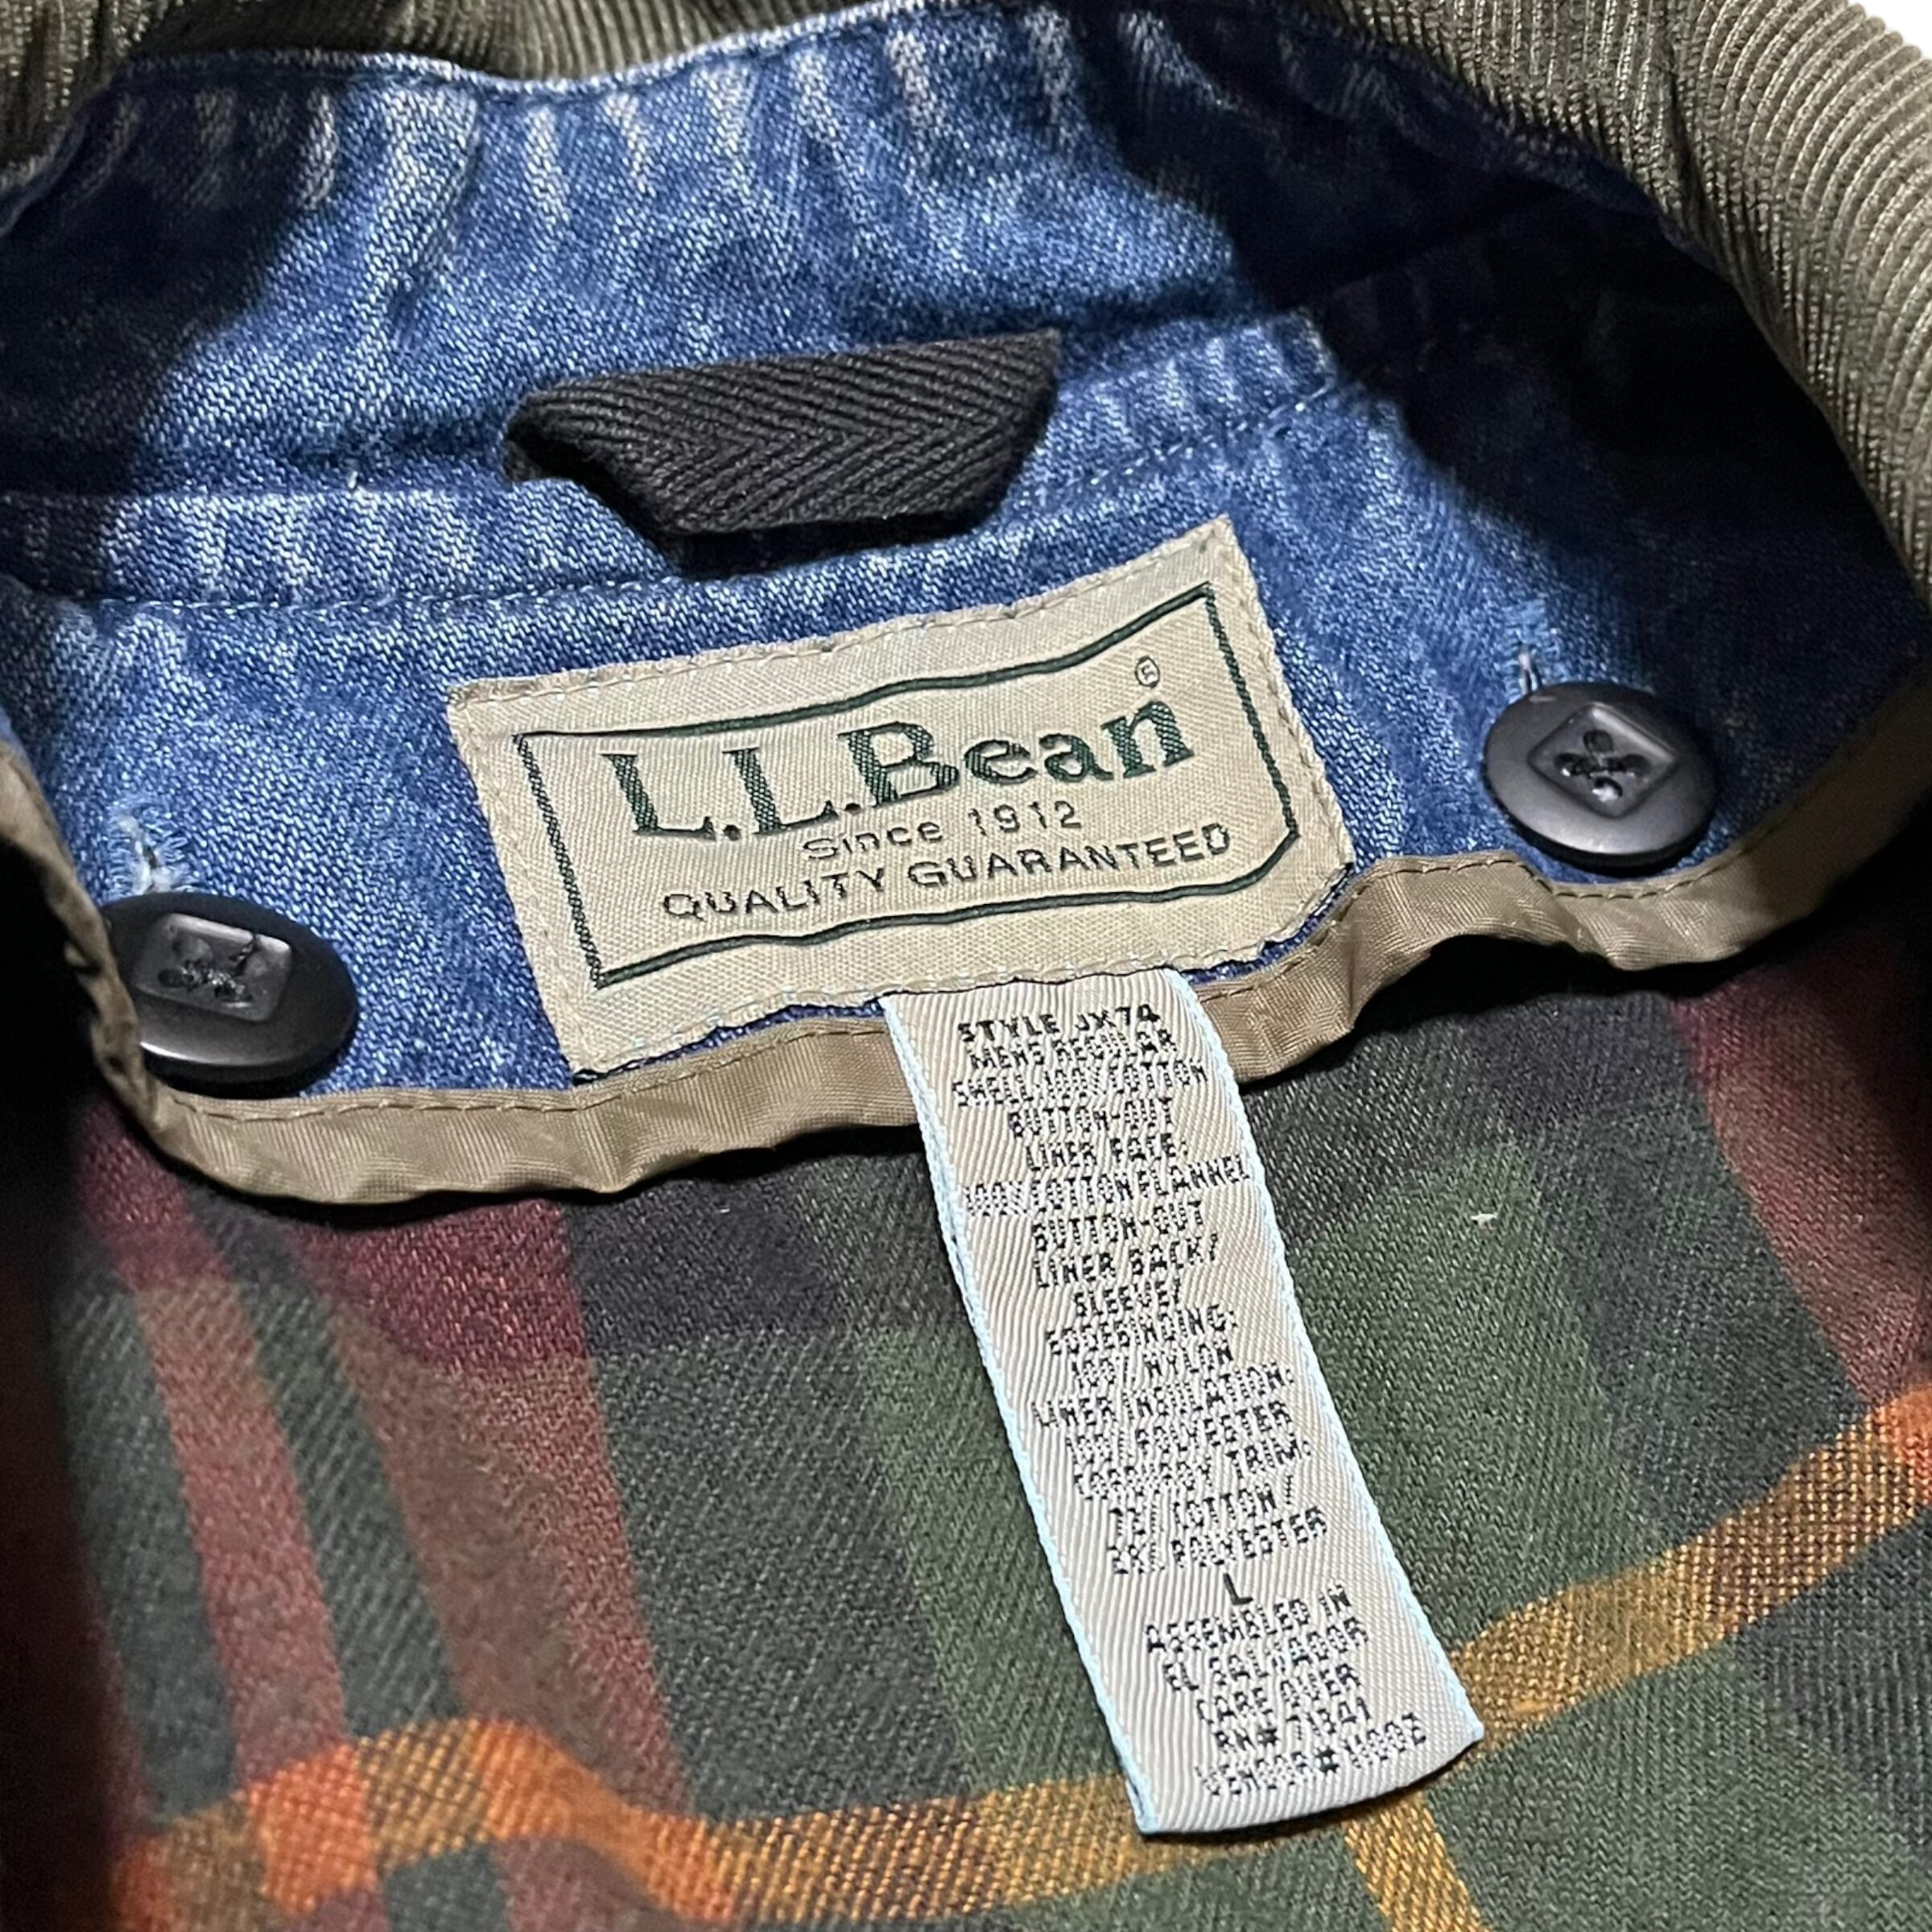 L.L.Bean®
Since 1912
QUALITY GUARANTEED
STYLE JX74
MENS REGULAR
SHELL:100%COTTON
BUTTON-OUT
LINER FACE:
100%COTTON FLANNEL
BUTTON-OUT
LINER BACK/
SLEEVE/
EDGEBINDING:
100% NYLON
LINER INSULATION:
100% POLYESTER
CORDUROY TRIM:
COTTON/
POLYESTER
L
ASSEMBLED IN
EL SALVADOR
CARE OVER
RN# 71341
VENDOR#